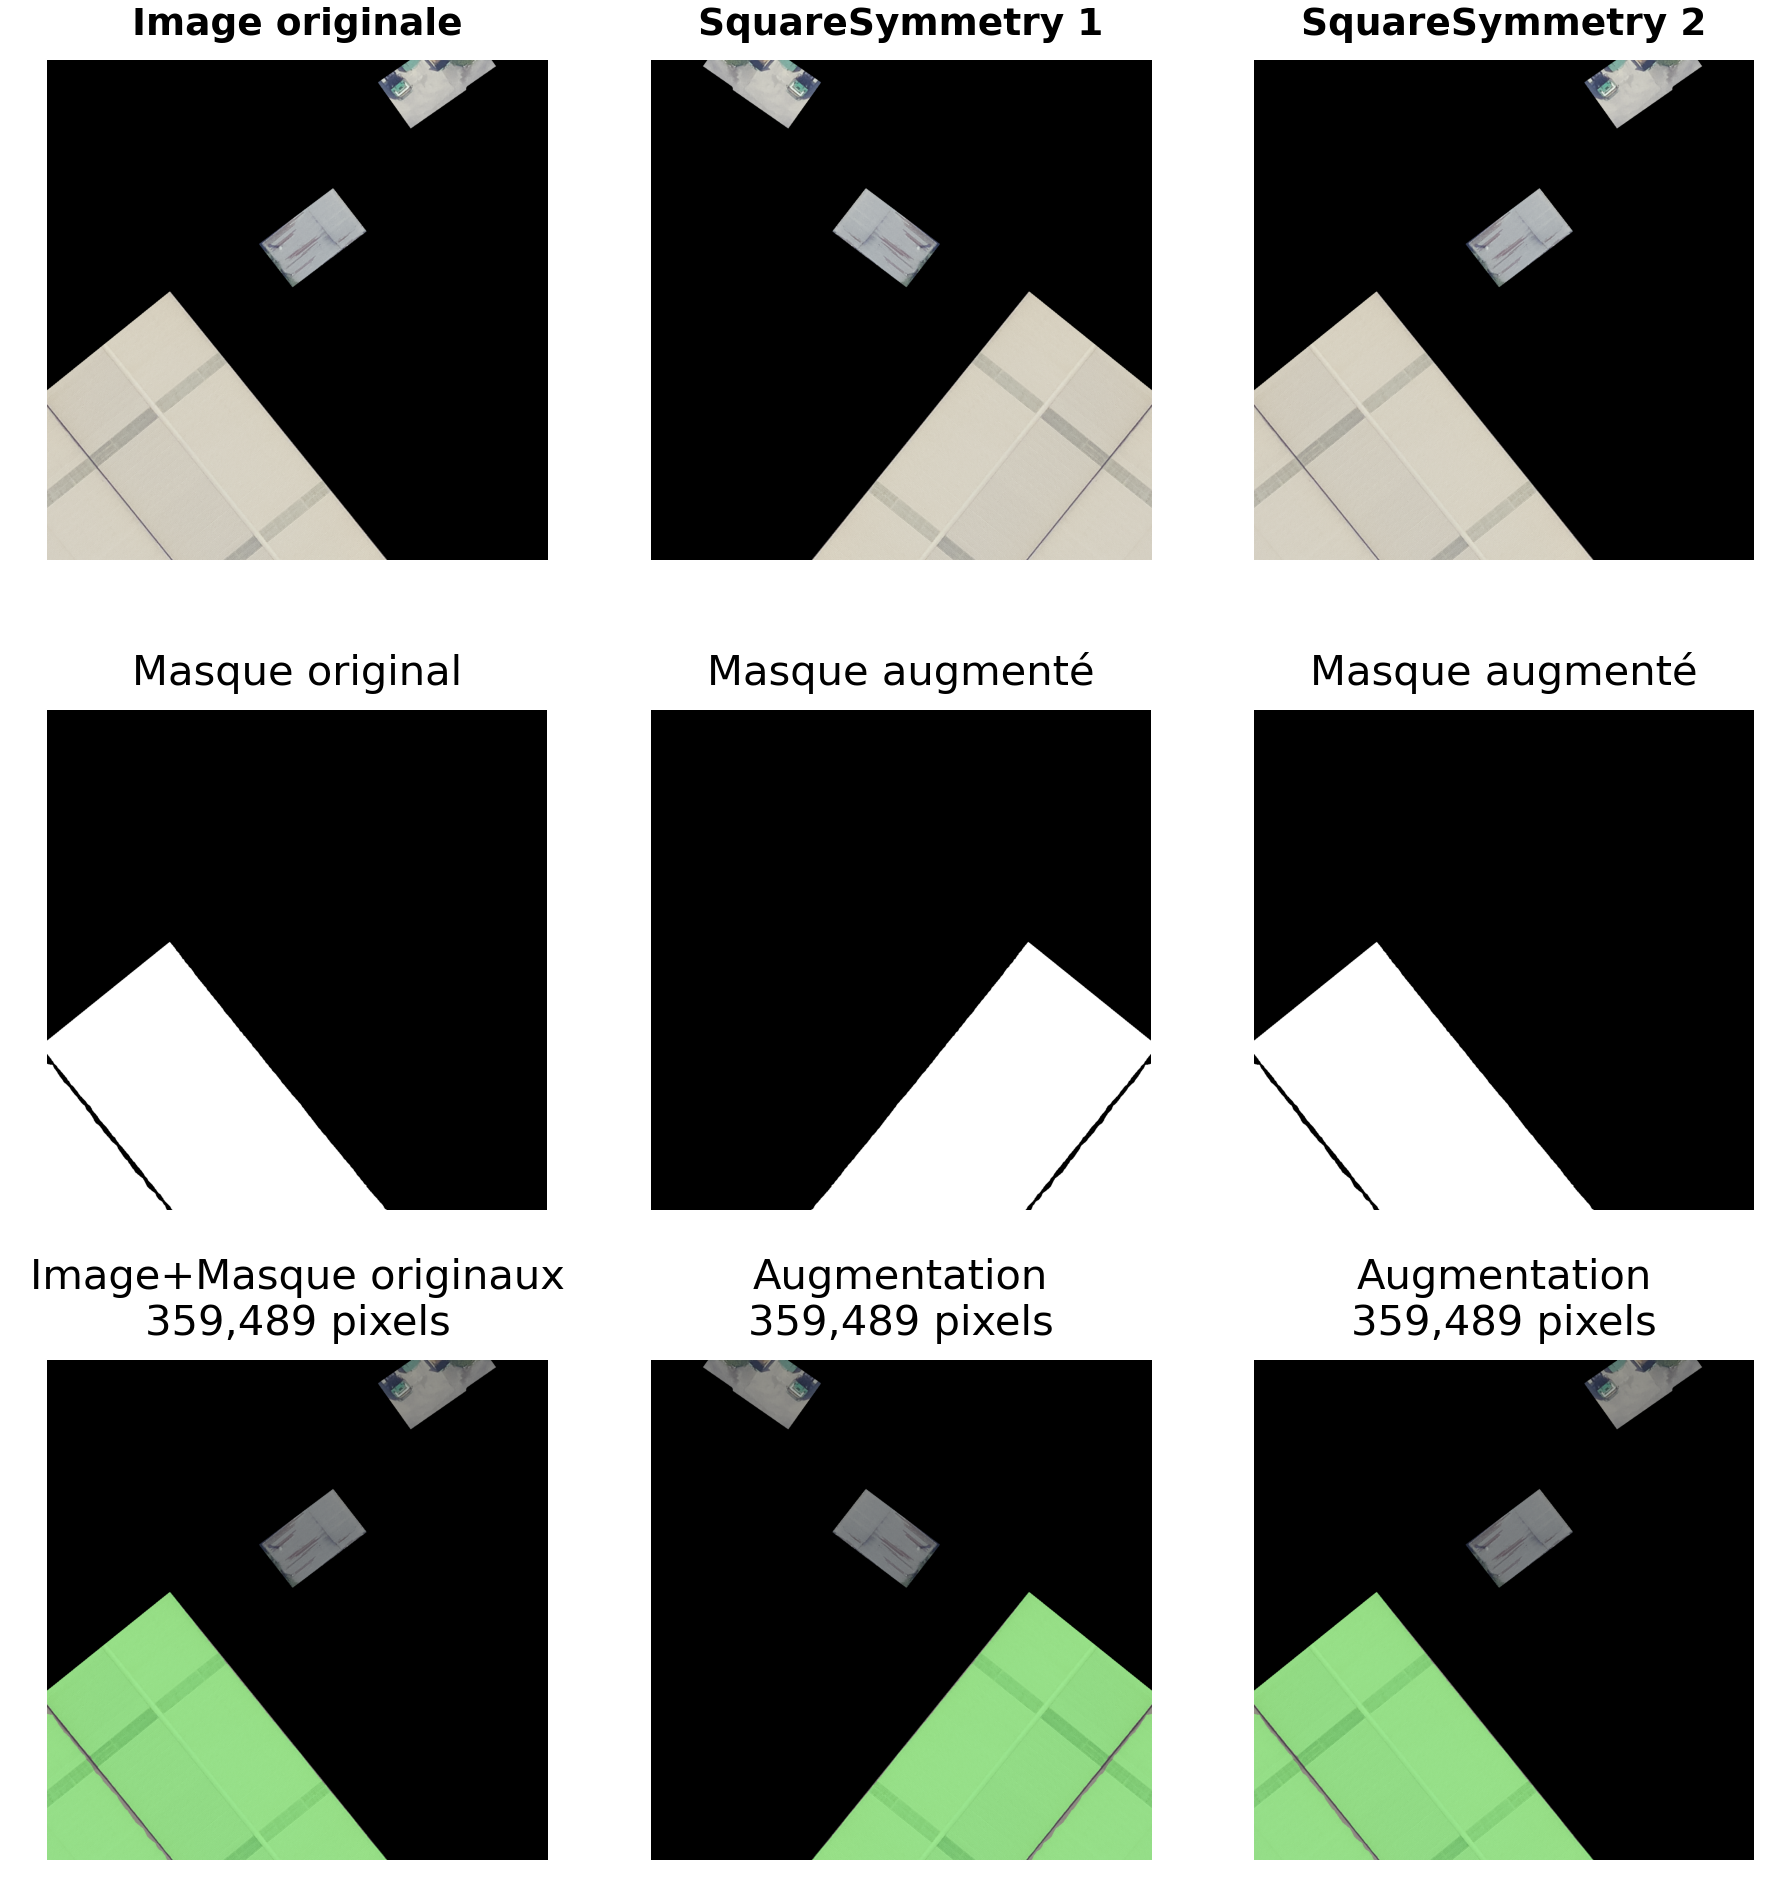 Image originale
SquareSymmetry 1
SquareSymmetry 2
Masque original
Masque augmenté
Masque augmenté
Image+Masque originaux
359,489 pixels
Augmentation
359,489 pixels
Augmentation
359,489 pixels